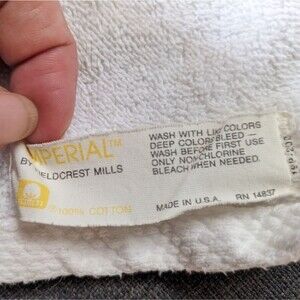 IMPERIAL™
BY FIELDCREST MILLS
100% COTTON
WASH WITH LIKE COLORS
DEEP COLORS BLEED —
WASH BEFORE FIRST USE
ONLY NON-CHLORINE
BLEACH WHEN NEEDED.
MADE IN U.S.A. RN 14837